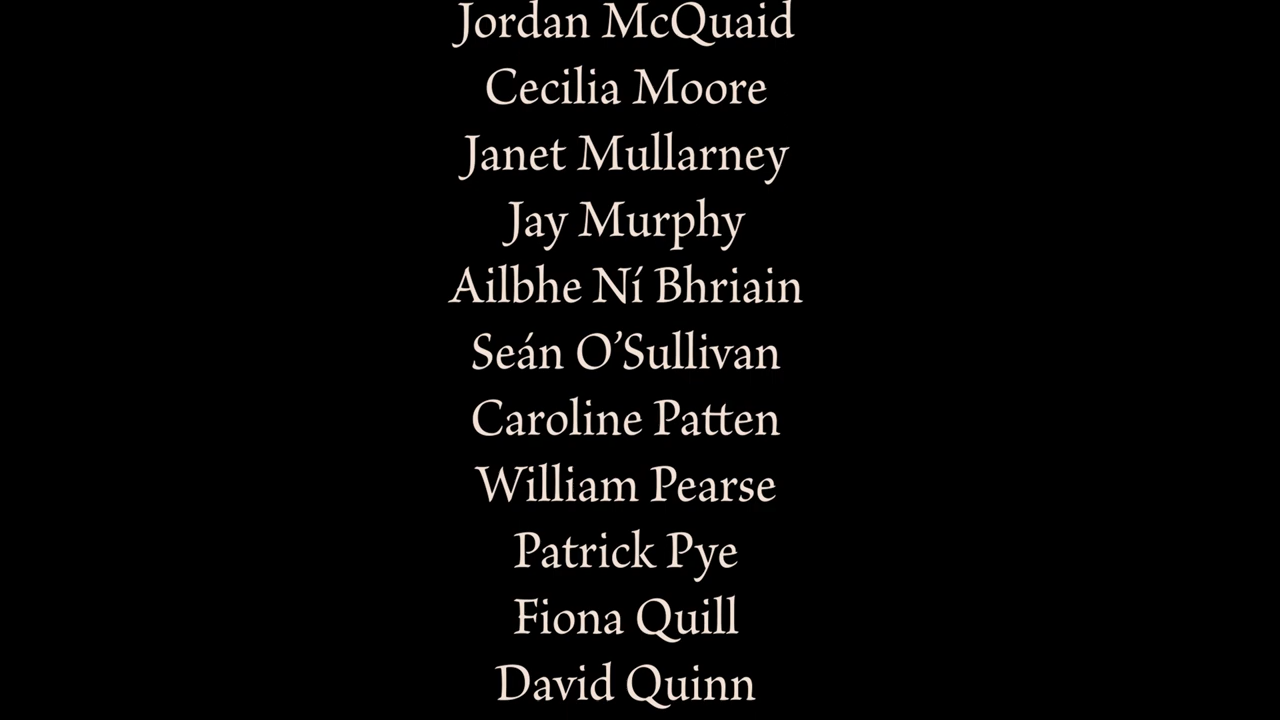 Jordan McQuaid
Cecilia Moore
Janet Mullarney
Jay Murphy
Ailbhe Ní Bhriain
Seán O’Sullivan
Caroline Patten
William Pearse
Patrick Pye
Fiona Quill
David Quinn